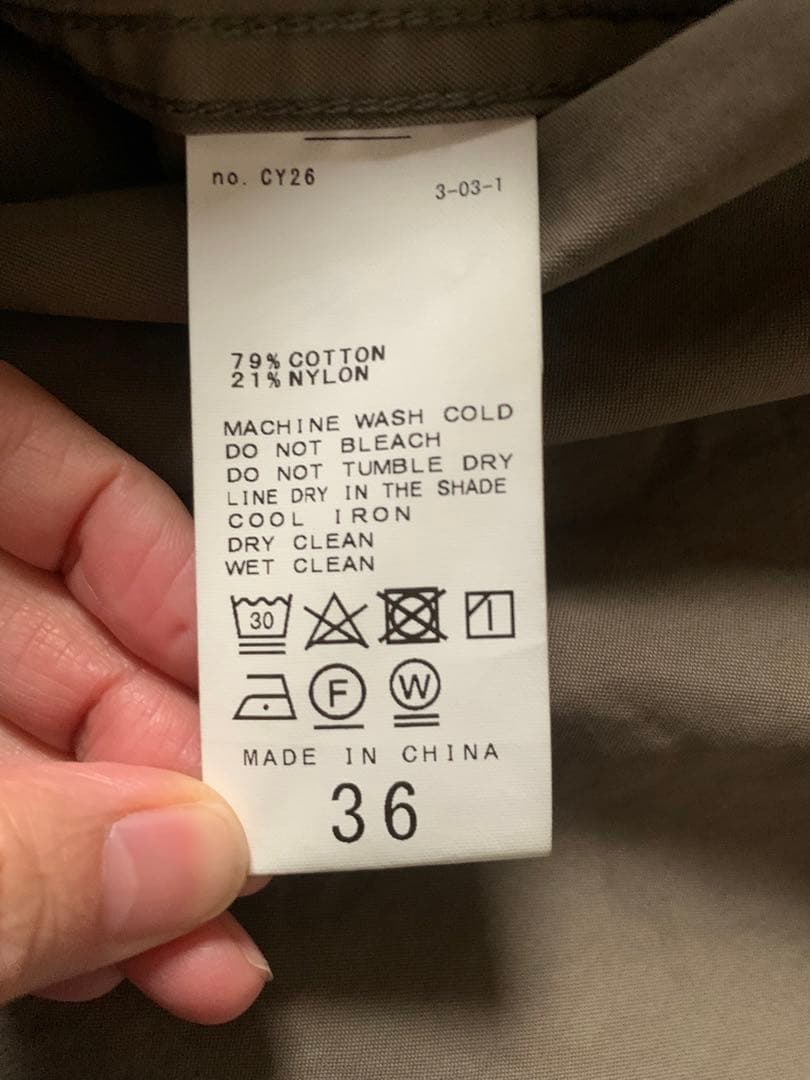 no. CY26
3-03-1
79% COTTON
21% NYLON
MACHINE WASH COLD
DO NOT BLEACH
DO NOT TUMBLE DRY
LINE DRY IN THE SHADE
COOL IRON
DRY CLEAN
WET CLEAN
30
F W
MADE IN CHINA
36